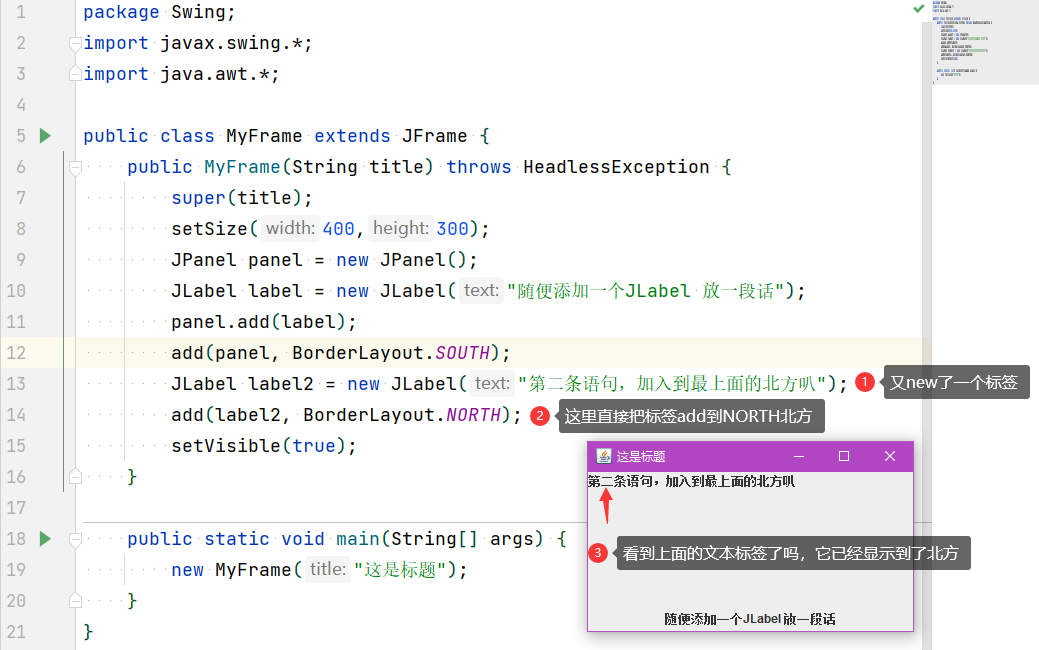 1 package Swing;
2 import javax.swing.*;
3 import java.awt.*;
4
5 public class MyFrame extends JFrame {
6 public MyFrame(String title) throws HeadlessException {
7 super(title);
8 setSize( width: 400, height: 300);
9 JPanel panel = new JPanel();
10 JLabel label = new JLabel( text: "随便添加一个JLabel 放一段话");
11 panel.add(label);
12 add(panel, BorderLayout.SOUTH);
13 JLabel label2 = new JLabel( text: "第二条语句，加入到最上面的北方叭"); 1 又new了一个标签
14 add(label2, BorderLayout.NORTH); 2 这里直接把标签add到NORTH北方
15 setVisible(true);
16 }
17
18 public static void main(String[] args) {
19 new MyFrame( title: "这是标题");
20 }
21 }
这是标题
第二条语句，加入到最上面的北方叭
3 看到上面的文本标签了吗，它已经显示到了北方
随便添加一个JLabel 放一段话